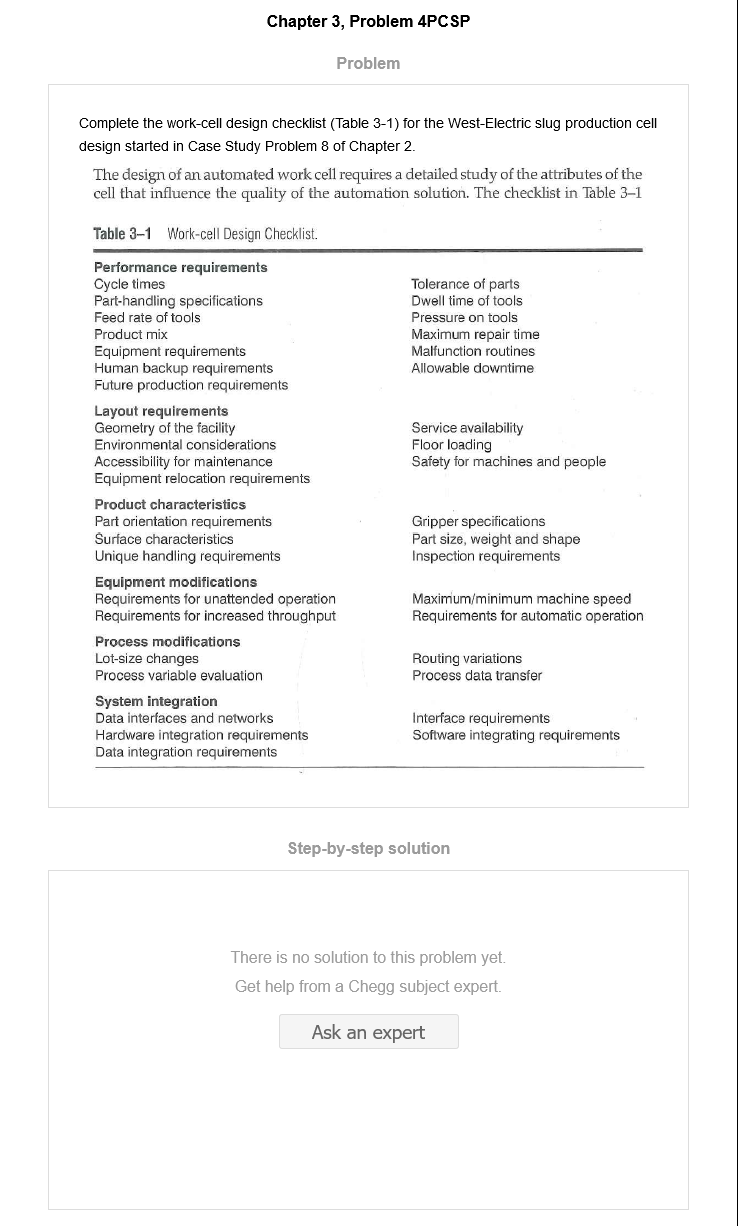 Chapter 3, Problem 4PCSP
Problem
Complete the work-cell design checklist (Table 3-1) for the West-Electric slug production cell
design started in Case Study Problem 8 of Chapter 2.
The design of an automated work cell requires a detailed study of the attributes of the
cell that influence the quality of the automation solution. The checklist in Table 3–1
Table 3–1 Work-cell Design Checklist.
Performance requirements
Cycle times Tolerance of parts
Part-handling specifications Dwell time of tools
Feed rate of tools Pressure on tools
Product mix Maximum repair time
Equipment requirements Malfunction routines
Human backup requirements Allowable downtime
Future production requirements
Layout requirements
Geometry of the facility Service availability
Environmental considerations Floor loading
Accessibility for maintenance Safety for machines and people
Equipment relocation requirements
Product characteristics
Part orientation requirements Gripper specifications
Surface characteristics Part size, weight and shape
Unique handling requirements Inspection requirements
Equipment modifications
Requirements for unattended operation Maximum/minimum machine speed
Requirements for increased throughput Requirements for automatic operation
Process modifications
Lot-size changes Routing variations
Process variable evaluation Process data transfer
System integration
Data interfaces and networks Interface requirements
Hardware integration requirements Software integrating requirements
Data integration requirements
Step-by-step solution
There is no solution to this problem yet.
Get help from a Chegg subject expert.
Ask an expert